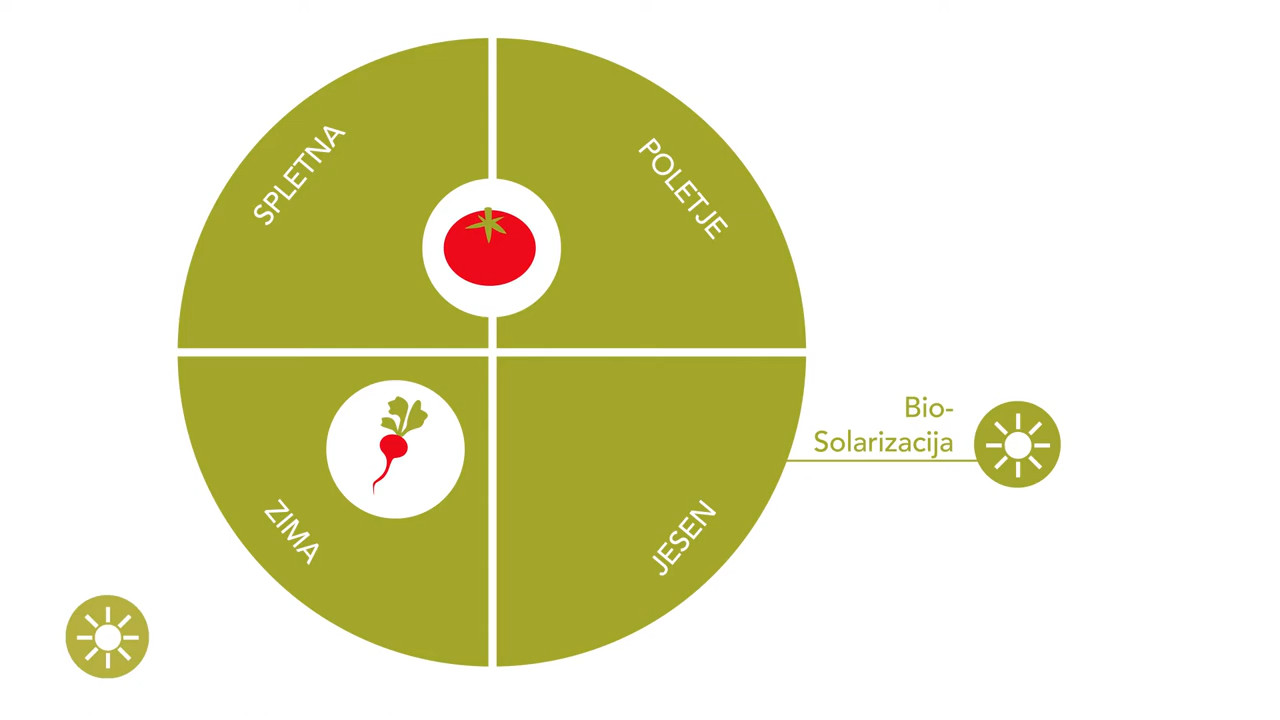 SPLETNA
POLETJE
Bio-
Solarizacija
ZIMA
JESEN